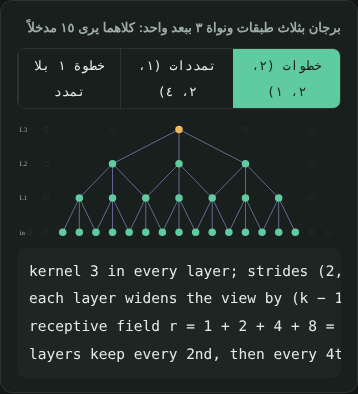 برجان بثلاث طبقات ونواة ٣ ببعد واحد: كلاهما يرى ١٥ مدخلاً
خطوات (٢، ٢، ١)
تمددات (١، ٢، ٤)
خطوة ١ بلا تمدد
L3
L2
L1
in
kernel 3 in every layer; strides (2,
each layer widens the view by (k − 1
receptive field r = 1 + 2 + 4 + 8 =
layers keep every 2nd, then every 4t